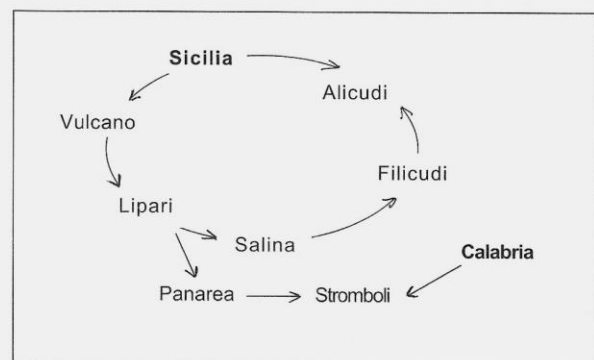 Sicilia
Alicudi
Vulcano
Filicudi
Lipari
Salina
Calabria
Panarea
Stromboli